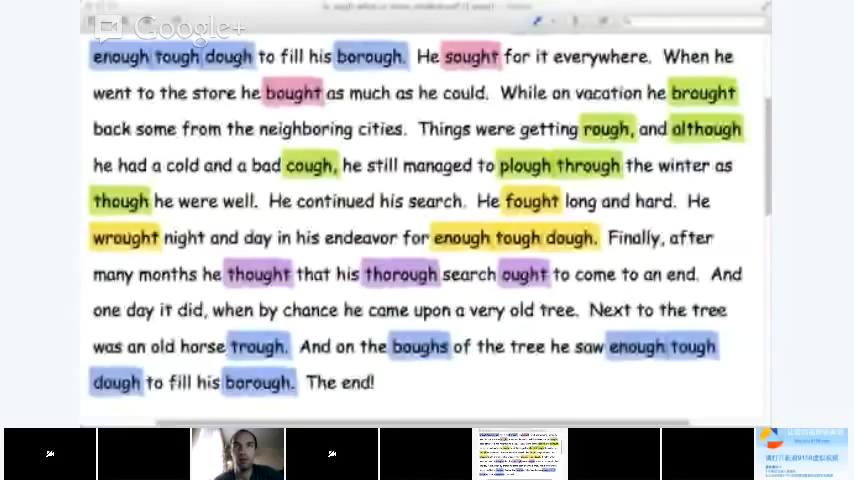 Google+
enough tough dough to fill his borough. He sought for it everywhere. When he
went to the store he bought as much as he could. While on vacation he brought
back some from the neighboring cities. Things were getting rough, and although
he had a cold and a bad cough, he still managed to plough through the winter as
though he were well. He continued his search. He fought long and hard. He
wrought night and day in his endeavor for enough tough dough. Finally, after
many months he thought that his thorough search ought to come to an end. And
one day it did, when by chance he came upon a very old tree. Next to the tree
was an old horse trough. And on the boughs of the tree he saw enough tough
dough to fill his borough. The end!